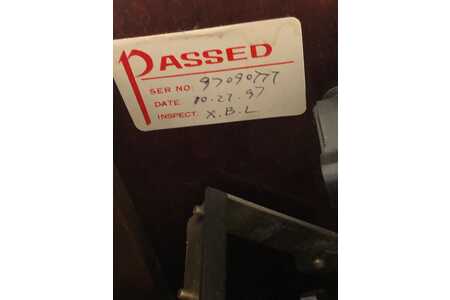 PASSED
SER NO: 97090777
DATE 10.27.97
INSPECT: X.B.L